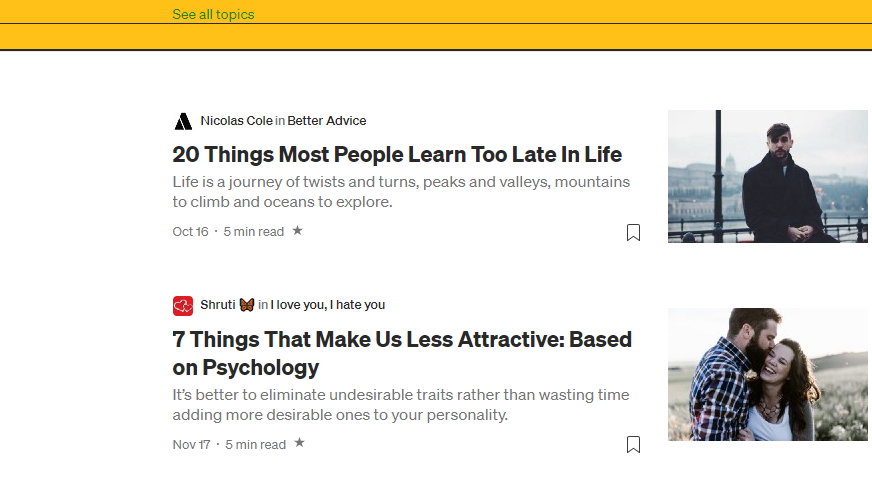 See all topics
Nicolas Cole in Better Advice
20 Things Most People Learn Too Late In Life
Life is a journey of twists and turns, peaks and valleys, mountains
to climb and oceans to explore.
Oct 16 · 5 min read ★
Shruti 🦋 in I love you, I hate you
7 Things That Make Us Less Attractive: Based
on Psychology
It’s better to eliminate undesirable traits rather than wasting time
adding more desirable ones to your personality.
Nov 17 · 5 min read ★